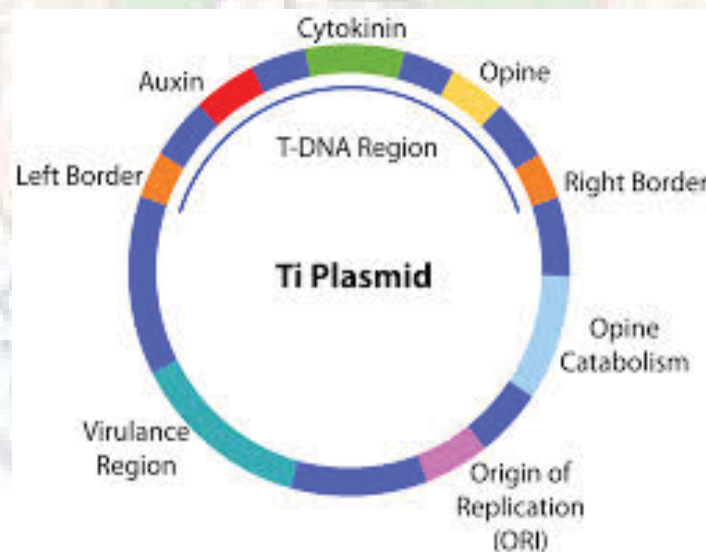 Cytokinin
Auxin
Opine
T-DNA Region
Left Border
Right Border
Ti Plasmid
Opine
Catabolism
Virulance
Region
Origin of
Replication
(ORI)